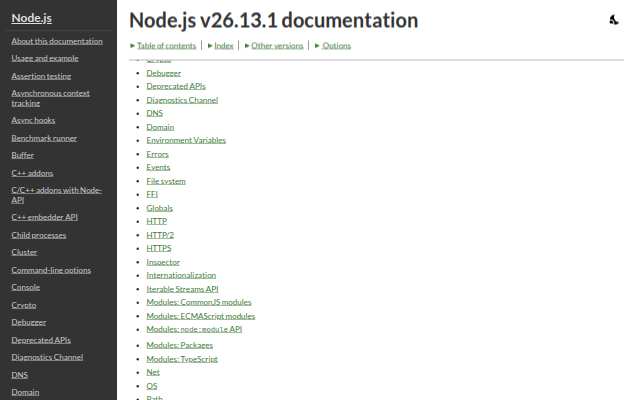 Node.js
About this documentation
Usage and example
Assertion testing
Asynchronous context
tracking
Async hooks
Benchmark runner
Buffer
C++ addons
C/C++ addons with Node-
API
C++ embedder API
Child processes
Cluster
Command-line options
Console
Crypto
Debugger
Deprecated APIs
Diagnostics Channel
DNS
Domain
Node.js v26.13.1 documentation
► Table of contents | ► Index | ► Other versions | ► Options
Crypto
Debugger
Deprecated APIs
Diagnostics Channel
DNS
Domain
Environment Variables
Errors
Events
File system
FFI
Globals
HTTP
HTTP/2
HTTPS
Inspector
Internationalization
Iterable Streams API
Modules: CommonJS modules
Modules: ECMAScript modules
Modules: node:module API
Modules: Packages
Modules: TypeScript
Net
OS
Path